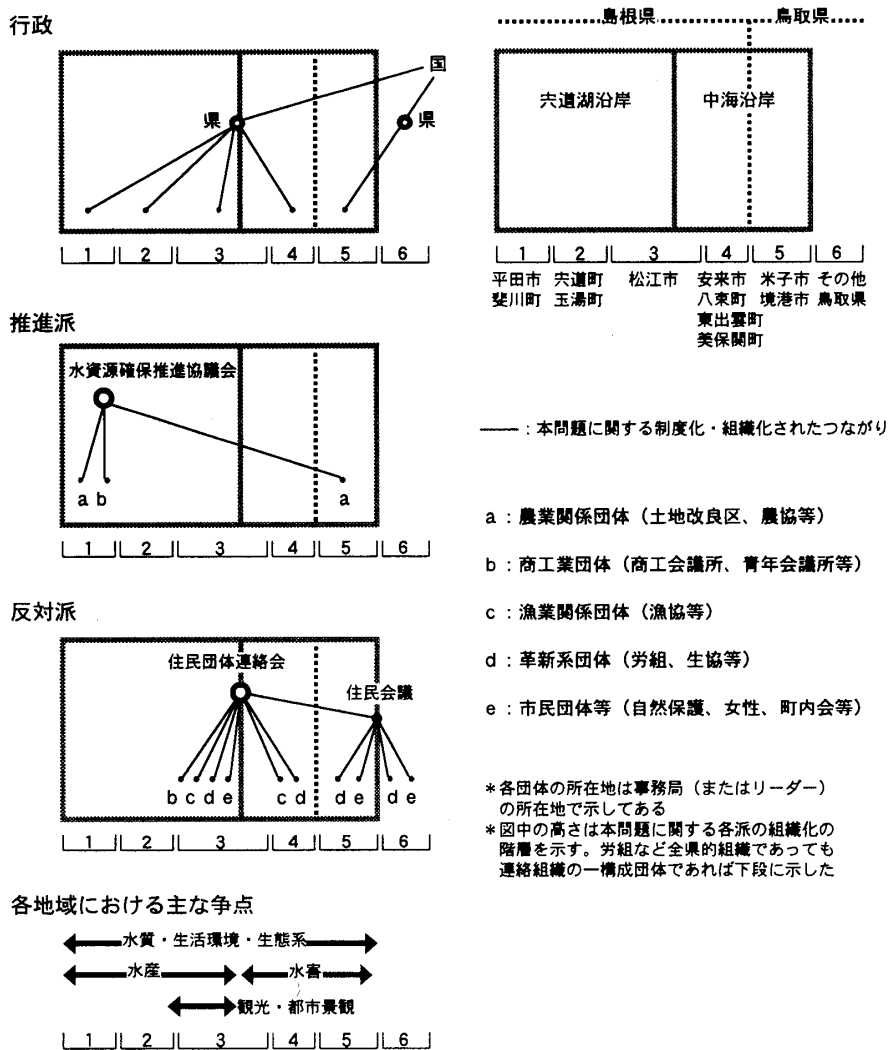 行政
国
県
県
1 2 3 4 5 6
島根県 鳥取県
宍道湖沿岸 中海沿岸
1 2 3 4 5 6
平田市 宍道町 松江市 安来市 米子市 その他
斐川町 玉湯町 八束町 境港市 鳥取県
東出雲町
美保関町
推進派
水資源確保推進協議会
a b a
1 2 3 4 5 6
——:本問題に関する制度化・組織化されたつながり
a:農業関係団体(土地改良区、農協等)
b:商工業団体(商工会議所、青年会議所等)
c:漁業関係団体(漁協等)
d:革新系団体(労組、生協等)
e:市民団体等(自然保護、女性、町内会等)
反対派
住民団体連絡会
住民会議
b c d e c d d e d e
1 2 3 4 5 6
*各団体の所在地は事務局(またはリーダー)
の所在地で示してある
*図中の高さは本問題に関する各派の組織化の
階層を示す。労組など全県的組織であっても
連絡組織の一構成団体であれば下段に示した
各地域における主な争点
水質・生活環境・生態系
水産 水害
観光・都市景観
1 2 3 4 5 6